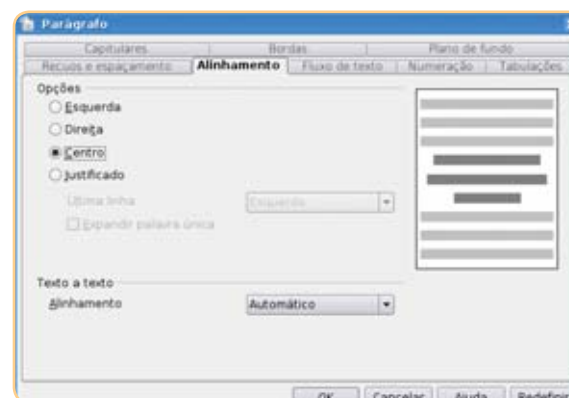 Parágrafo
Capitulares Bordas Plano de fundo
Recuos e espaçamento Alinhamento Fluxo de texto Numeração Tabulações
Opções
Esquerda
Direita
Centro
Justificado
Última linha Esquerda
Expandir palavra única
Texto a texto
Alinhamento Automático
OK Cancelar Ajuda Redefinir